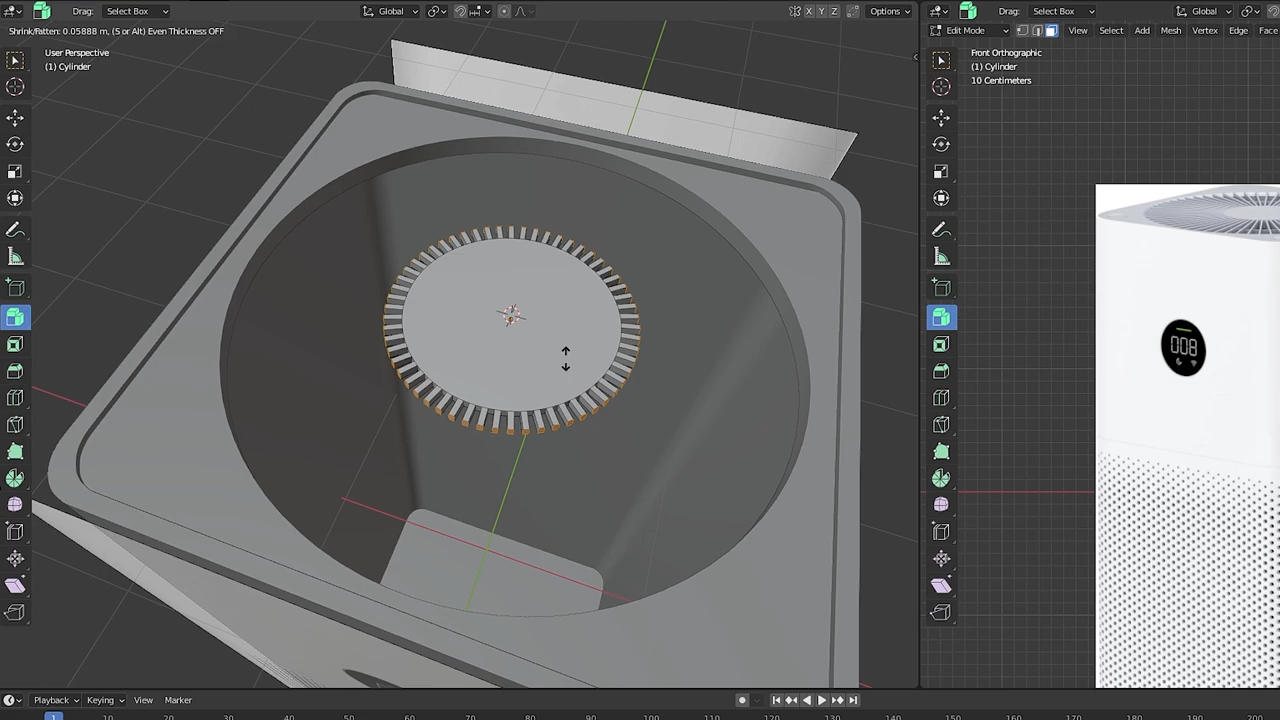 Drag: Select Box Global X Y Z Options
Drag: Select Box Global
Shrink/Fatten: 0.05888 m, (S or Alt) Even Thickness OFF
Edit Mode View Select Add Mesh Vertex Edge Face
User Perspective
(1) Cylinder
Front Orthographic
(1) Cylinder
10 Centimeters
008
Playback Keying View Marker
1 10 20 30 40 50 60 70 80 90 100 110 120 130 140 150 160 170 180 190 200